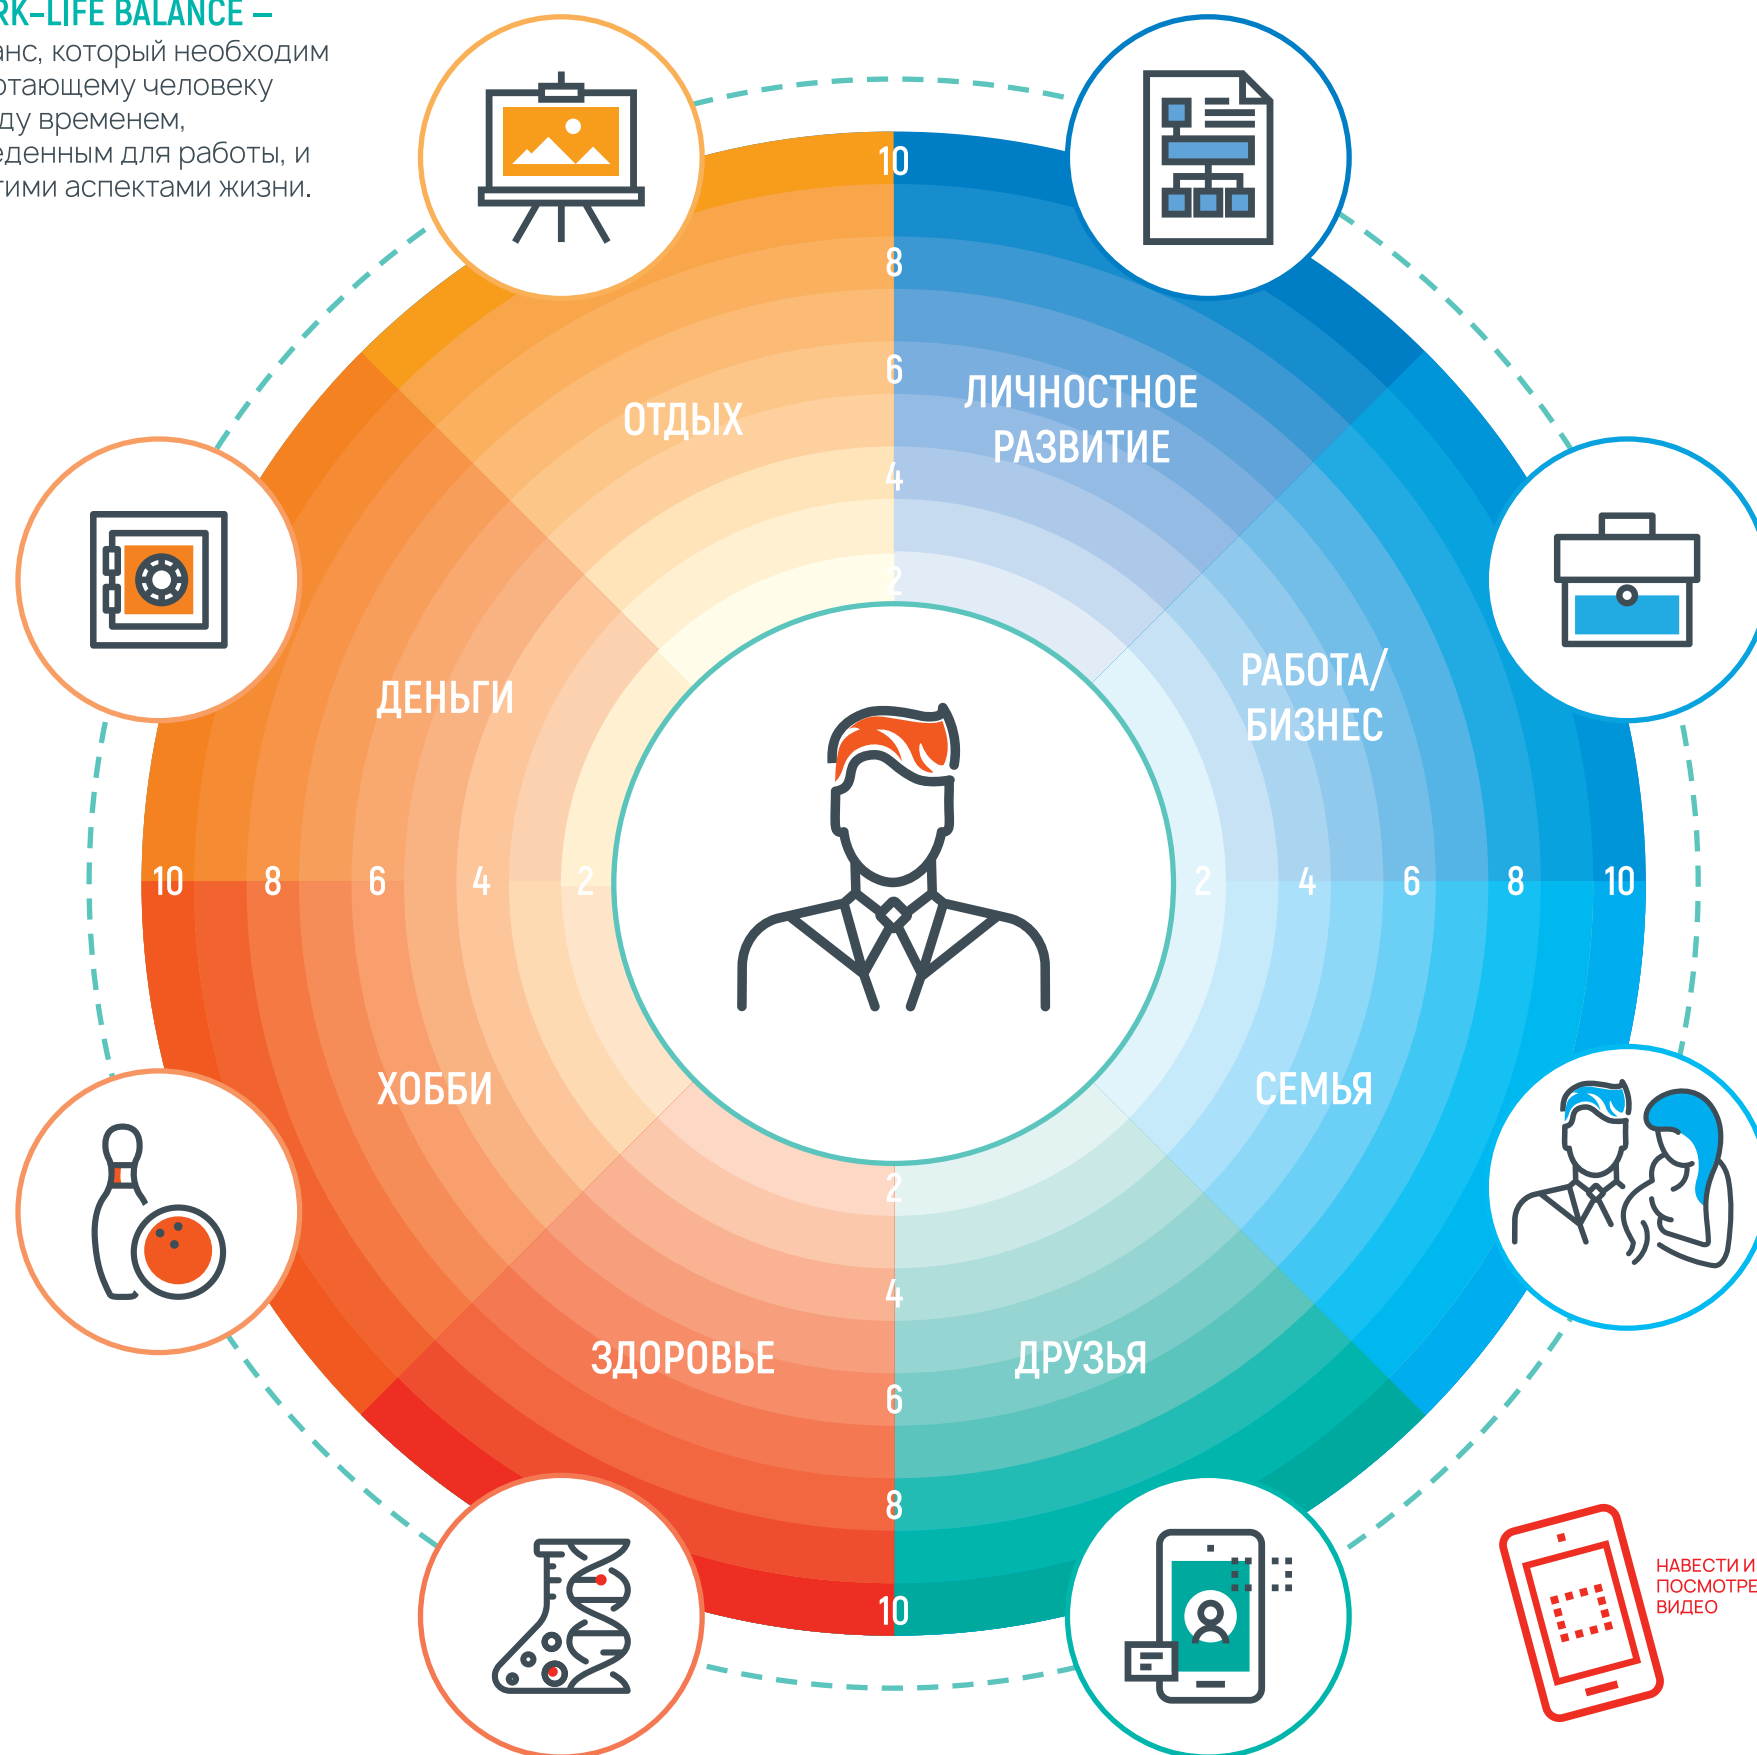 RK–LIFE BALANCE –
анс, который необходим
отающему человеку
ду временем,
еденным для работы, и
гими аспектами жизни.
10
8
6
4
2
ОТДЫХ
ЛИЧНОСТНОЕ
РАЗВИТИЕ
ДЕНЬГИ
РАБОТА/
БИЗНЕС
10 8 6 4 2
2 4 6 8 10
ХОББИ
СЕМЬЯ
ЗДОРОВЬЕ
ДРУЗЬЯ
2
4
6
8
10
НАВЕСТИ И
ПОСМОТРЕ
ВИДЕО